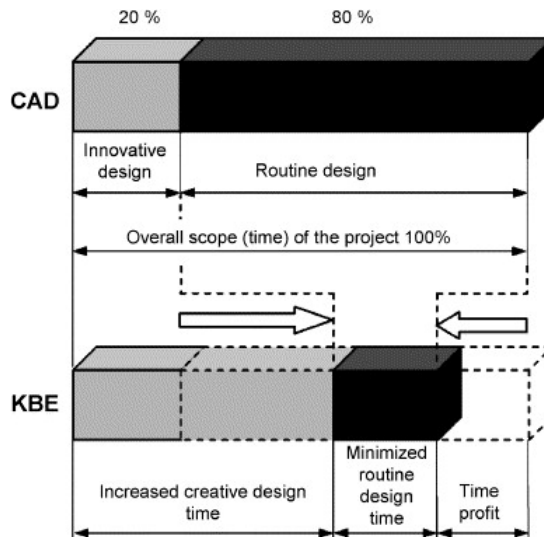 20 % 80 %
CAD
Innovative
design
Routine design
Overall scope (time) of the project 100%
KBE
Increased creative design
time
Minimized
routine
design
time
Time
profit